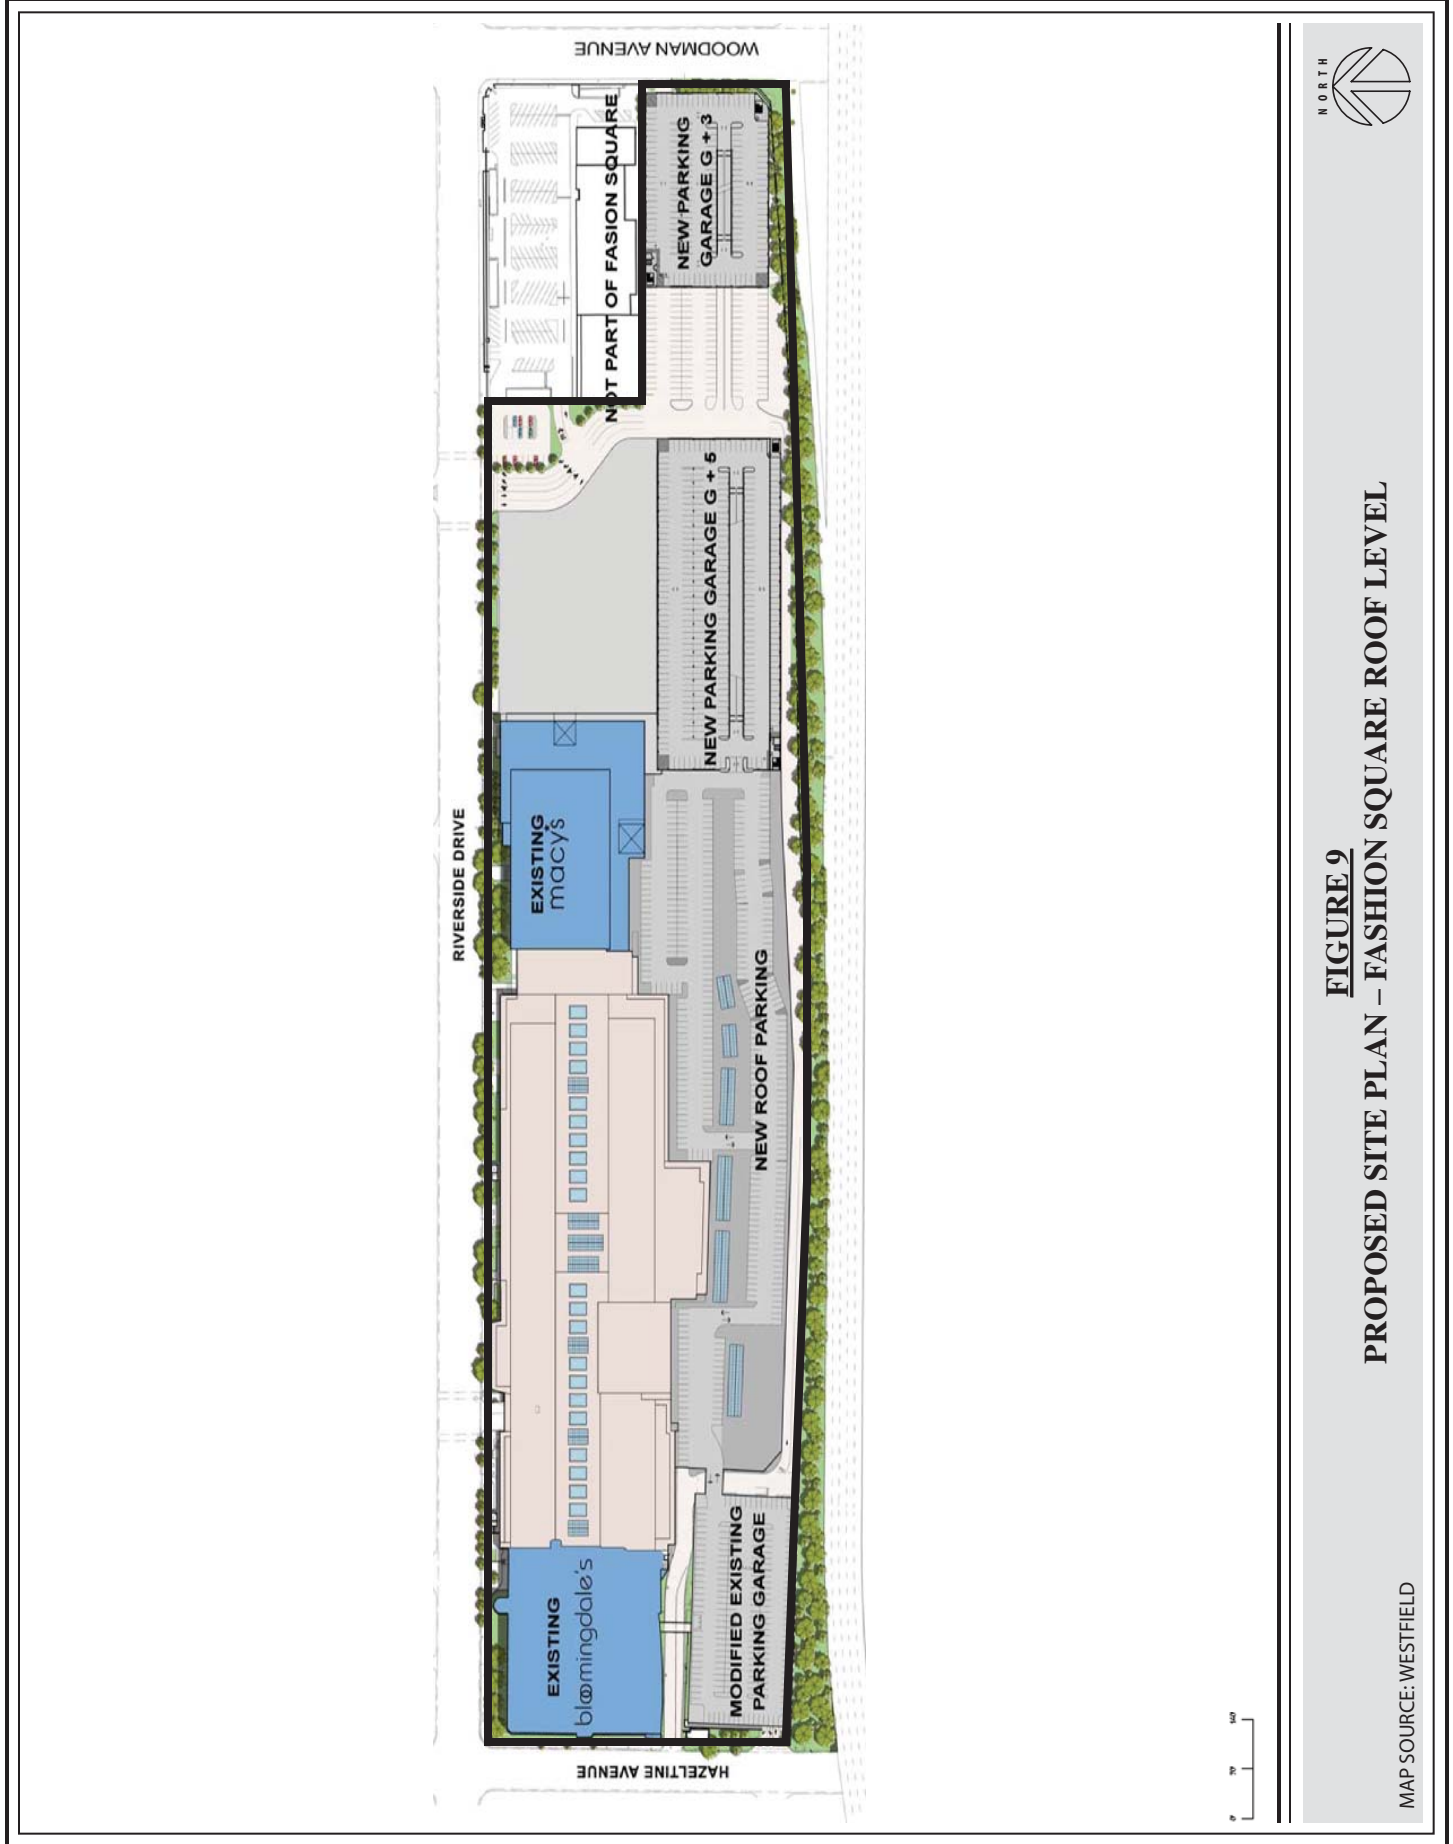 WOODMAN AVENUE
NOT PART OF FASION SQUARE
NEW PARKING
GARAGE G + 3
NEW PARKING GARAGE G + 5
RIVERSIDE DRIVE
EXISTING
macy's
NEW ROOF PARKING
EXISTING
bloomingdale's
MODIFIED EXISTING
PARKING GARAGE
HAZELTINE AVENUE
NORTH
FIGURE 9
PROPOSED SITE PLAN – FASHION SQUARE ROOF LEVEL
MAP SOURCE: WESTFIELD